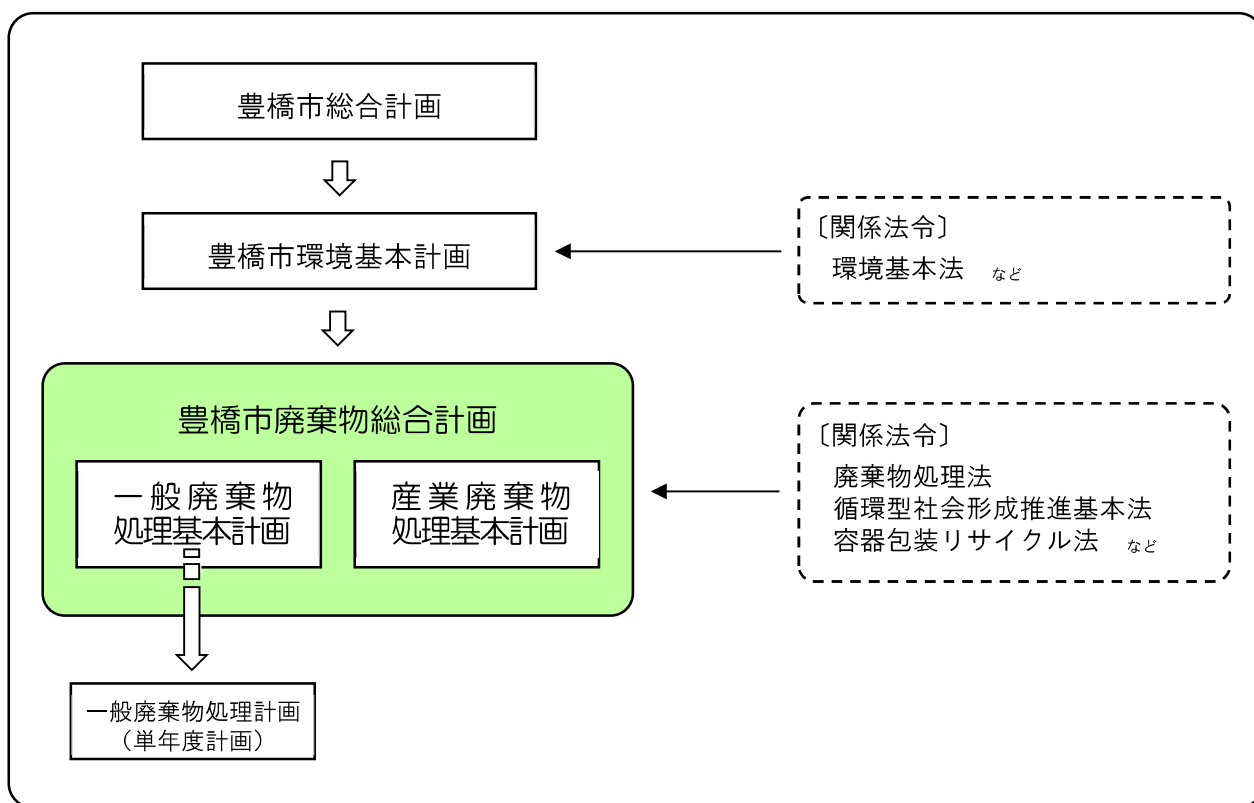 豊橋市総合計画
豊橋市環境基本計画
〔関係法令〕
環境基本法 など
豊橋市廃棄物総合計画
一般廃棄物
処理基本計画
産業廃棄物
処理基本計画
〔関係法令〕
廃棄物処理法
循環型社会形成推進基本法
容器包装リサイクル法 など
一般廃棄物処理計画
（単年度計画）